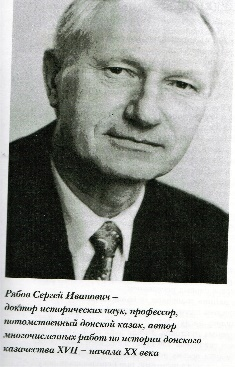 Рябов Сергей Иванович –
доктор исторических наук, профессор,
потомственный донской казак, автор
многочисленных работ по истории донского
казачества XVII – начала XX века